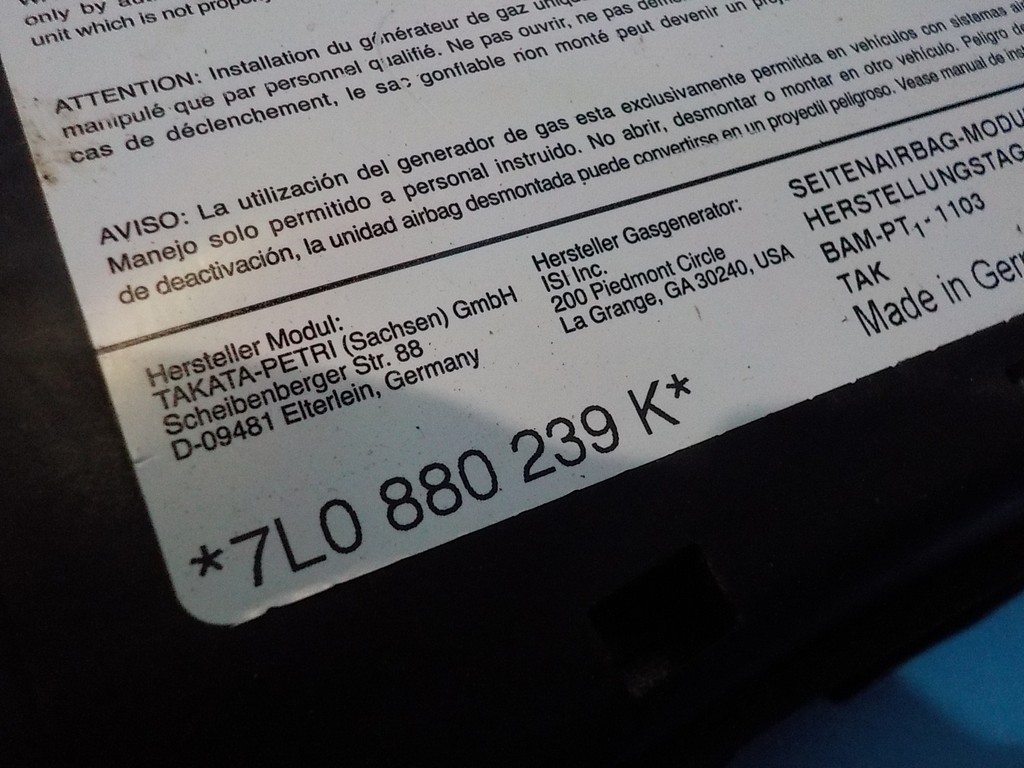 only by
unit which is not
ATTENTION: Installation du générateur de gaz
manipulé que par personnel qualifié. Ne pas ouvrir, ne pas
cas de déclenchement, le sac gonflable non monté peut devenir un
AVISO: La utilización del generador de gas esta exclusivamente permitida en vehículos con sistemas
Manejo solo permitido a personal instruido. No abrir, desmontar o montar en otro vehículo. Peligro
de deactivación, la unidad airbag desmontada puede convertirse en un proyectil peligroso. Vease manual de
Hersteller Modul:
TAKATA-PETRI (Sachsen) GmbH
Scheibenberger Str. 88
D-09481 Elterlein, Germany
Hersteller Gasgenerator:
ISI Inc.
200 Piedmont Circle
La Grange, GA 30240, USA
SEITENAIRBAG-MODU
HERSTELLUNGSTAG
BAM-PT₁-1103
TAK
Made in Ger
*7L0 880 239 K*